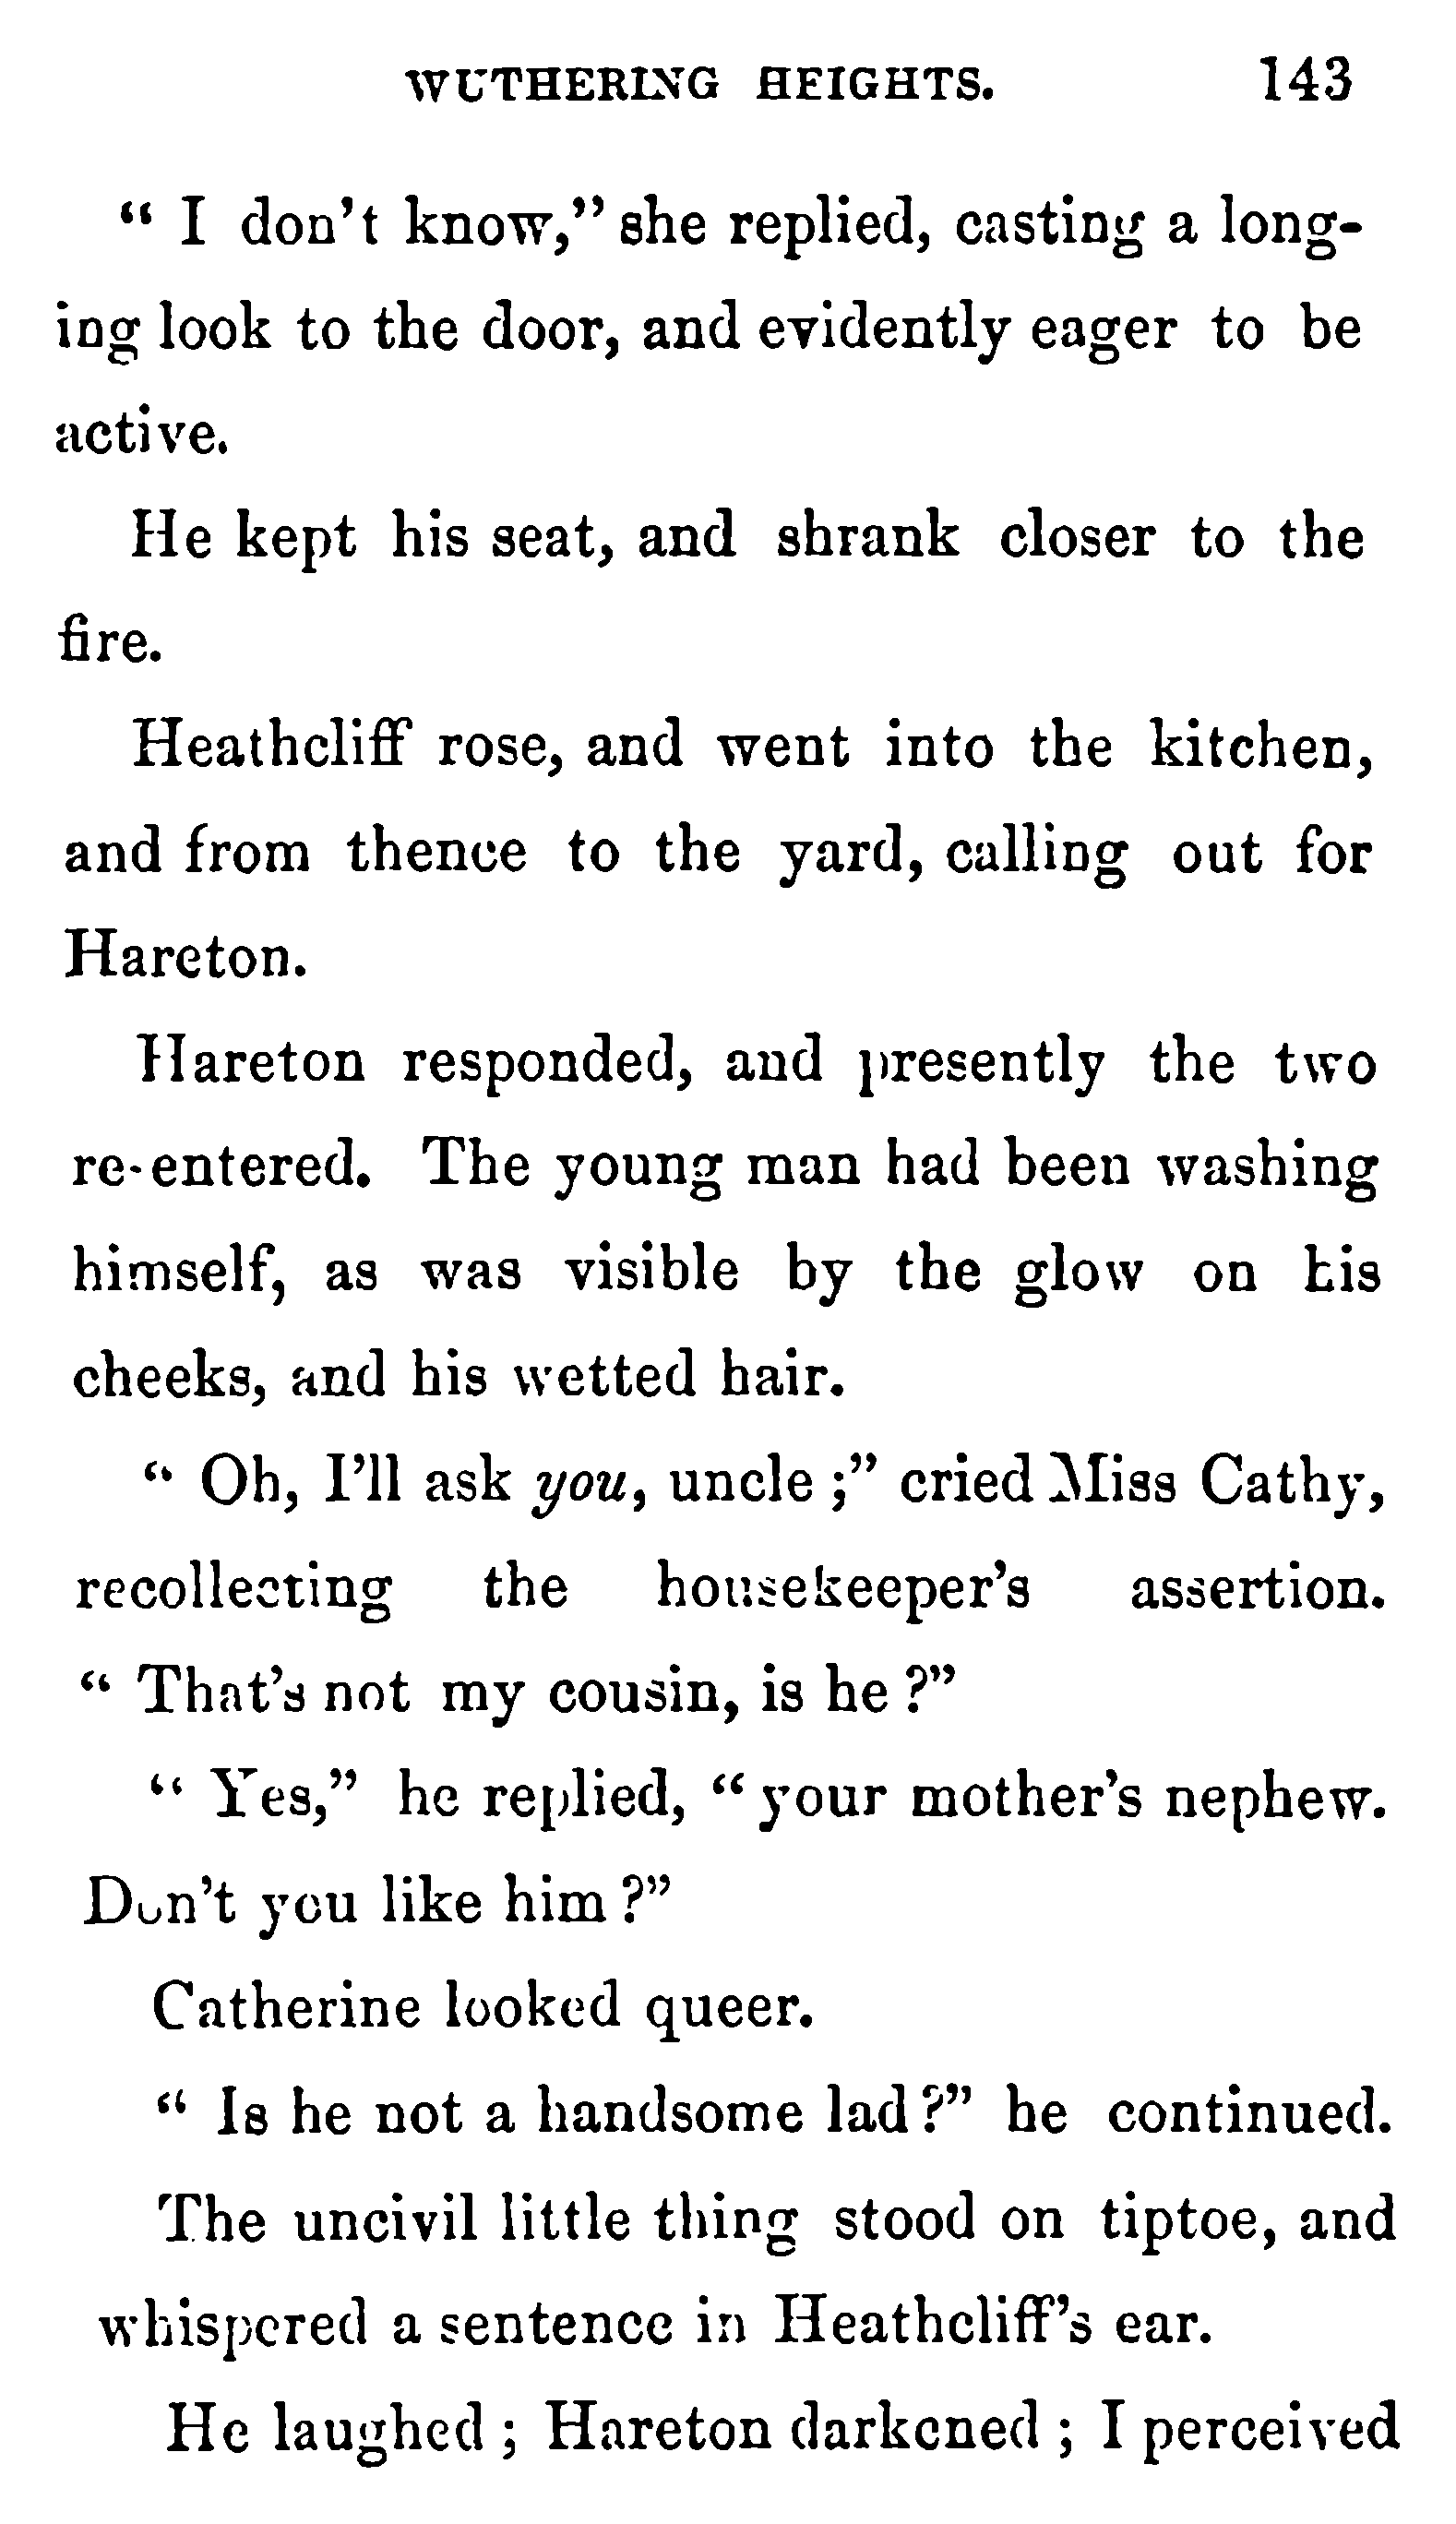 WUTHERING HEIGHTS. 143
" I don't know," she replied, casting a long-
ing look to the door, and evidently eager to be
active.
He kept his seat, and shrank closer to the
fire.
Heathcliff rose, and went into the kitchen,
and from thence to the yard, calling out for
Hareton.
Hareton responded, and presently the two
re-entered. The young man had been washing
himself, as was visible by the glow on his
cheeks, and his wetted hair.
" Oh, I'll ask you, uncle ;" cried Miss Cathy,
recollecting the housekeeper's assertion.
" That's not my cousin, is he ?"
" Yes," he replied, " your mother's nephew.
Don't you like him ?"
Catherine looked queer.
" Is he not a handsome lad ?" he continued.
The uncivil little thing stood on tiptoe, and
whispered a sentence in Heathcliff's ear.
He laughed ; Hareton darkened ; I perceived